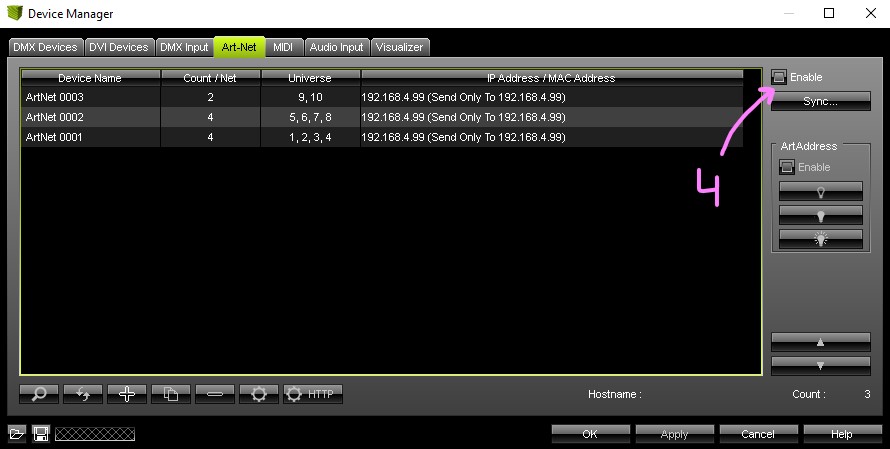 Device Manager
DMX Devices DVI Devices DMX Input Art-Net MIDI Audio Input Visualizer
Device Name Count / Net Universe IP Address / MAC Address
ArtNet 0003 2 9, 10 192.168.4.99 (Send Only To 192.168.4.99)
ArtNet 0002 4 5, 6, 7, 8 192.168.4.99 (Send Only To 192.168.4.99)
ArtNet 0001 4 1, 2, 3, 4 192.168.4.99 (Send Only To 192.168.4.99)
Enable
Sync...
ArtAddress
Enable
4
HTTP
Hostname :
Count : 3
OK Apply Cancel Help